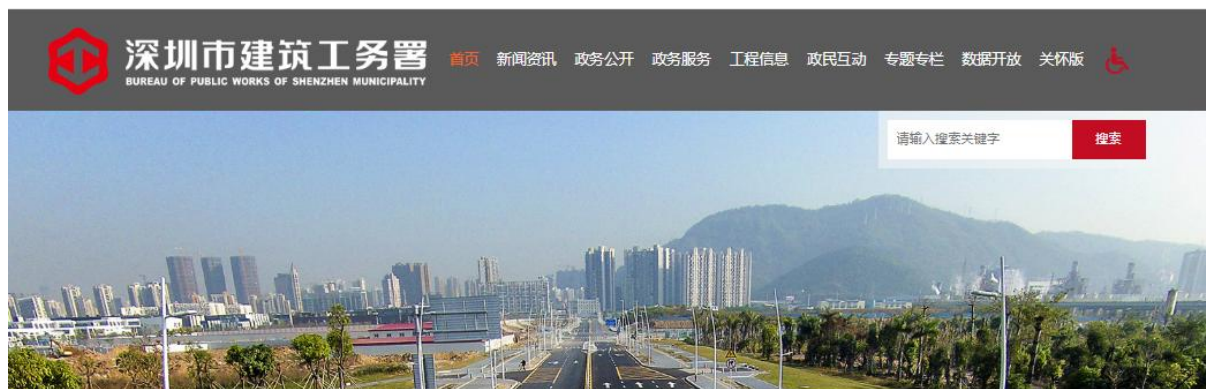 深圳市建筑工务署
BUREAU OF PUBLIC WORKS OF SHENZHEN MUNICIPALITY
首页 新闻资讯 政务公开 政务服务 工程信息 政民互动 专题专栏 数据开放 关怀版
请输入搜索关键字 搜索